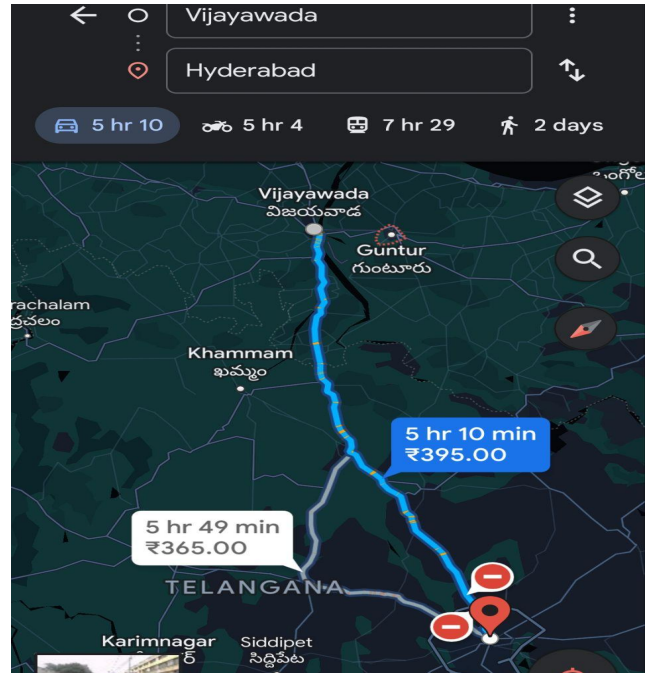 Vijayawada
Hyderabad
5 hr 10
5 hr 4
7 hr 29
2 days
Vijayawada
విజయవాడ
Guntur
గుంటూరు
rachalam
ద్రచలం
Khammam
ఖమ్మం
5 hr 10 min
₹395.00
5 hr 49 min
₹365.00
TELANGANA
Karimnagar
Siddipet
సిద్దిపేట